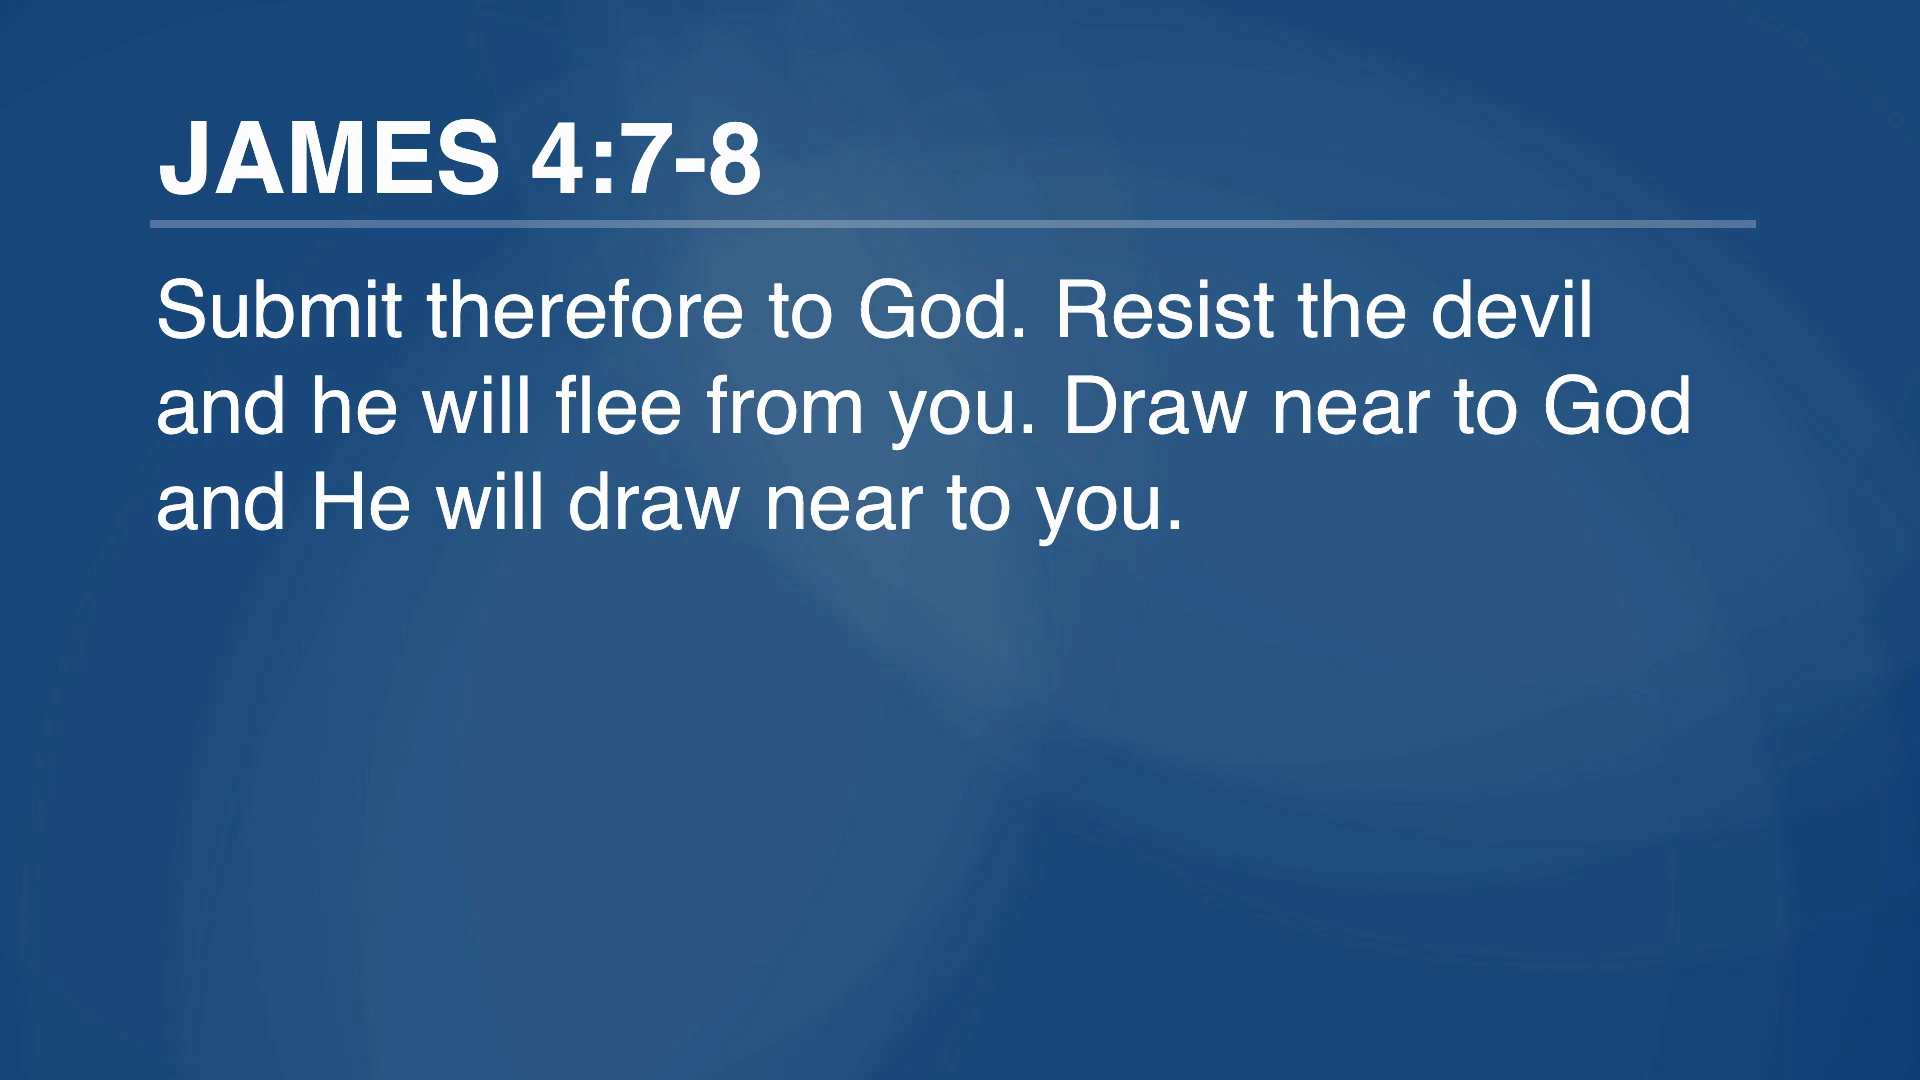 JAMES 4:7-8
Submit therefore to God. Resist the devil
and he will flee from you. Draw near to God
and He will draw near to you.